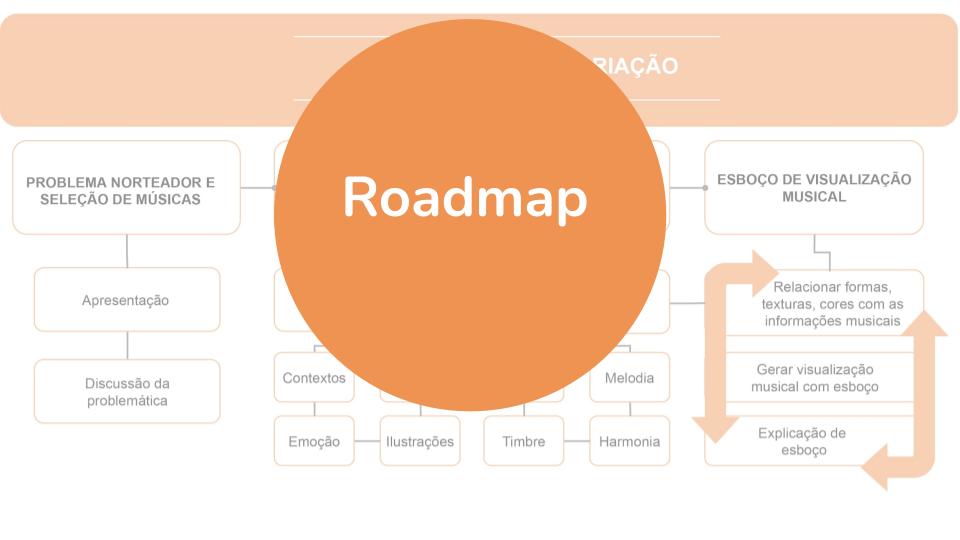 RIAÇÃO
PROBLEMA NORTEADOR E
SELEÇÃO DE MÚSICAS
Roadmap
ESBOÇO DE VISUALIZAÇÃO
MUSICAL
Apresentação
Discussão da
problemática
Contextos
Melodia
Emoção
Ilustrações
Timbre
Harmonia
Relacionar formas,
texturas, cores com as
informações musicais
Gerar visualização
musical com esboço
Explicação de
esboço